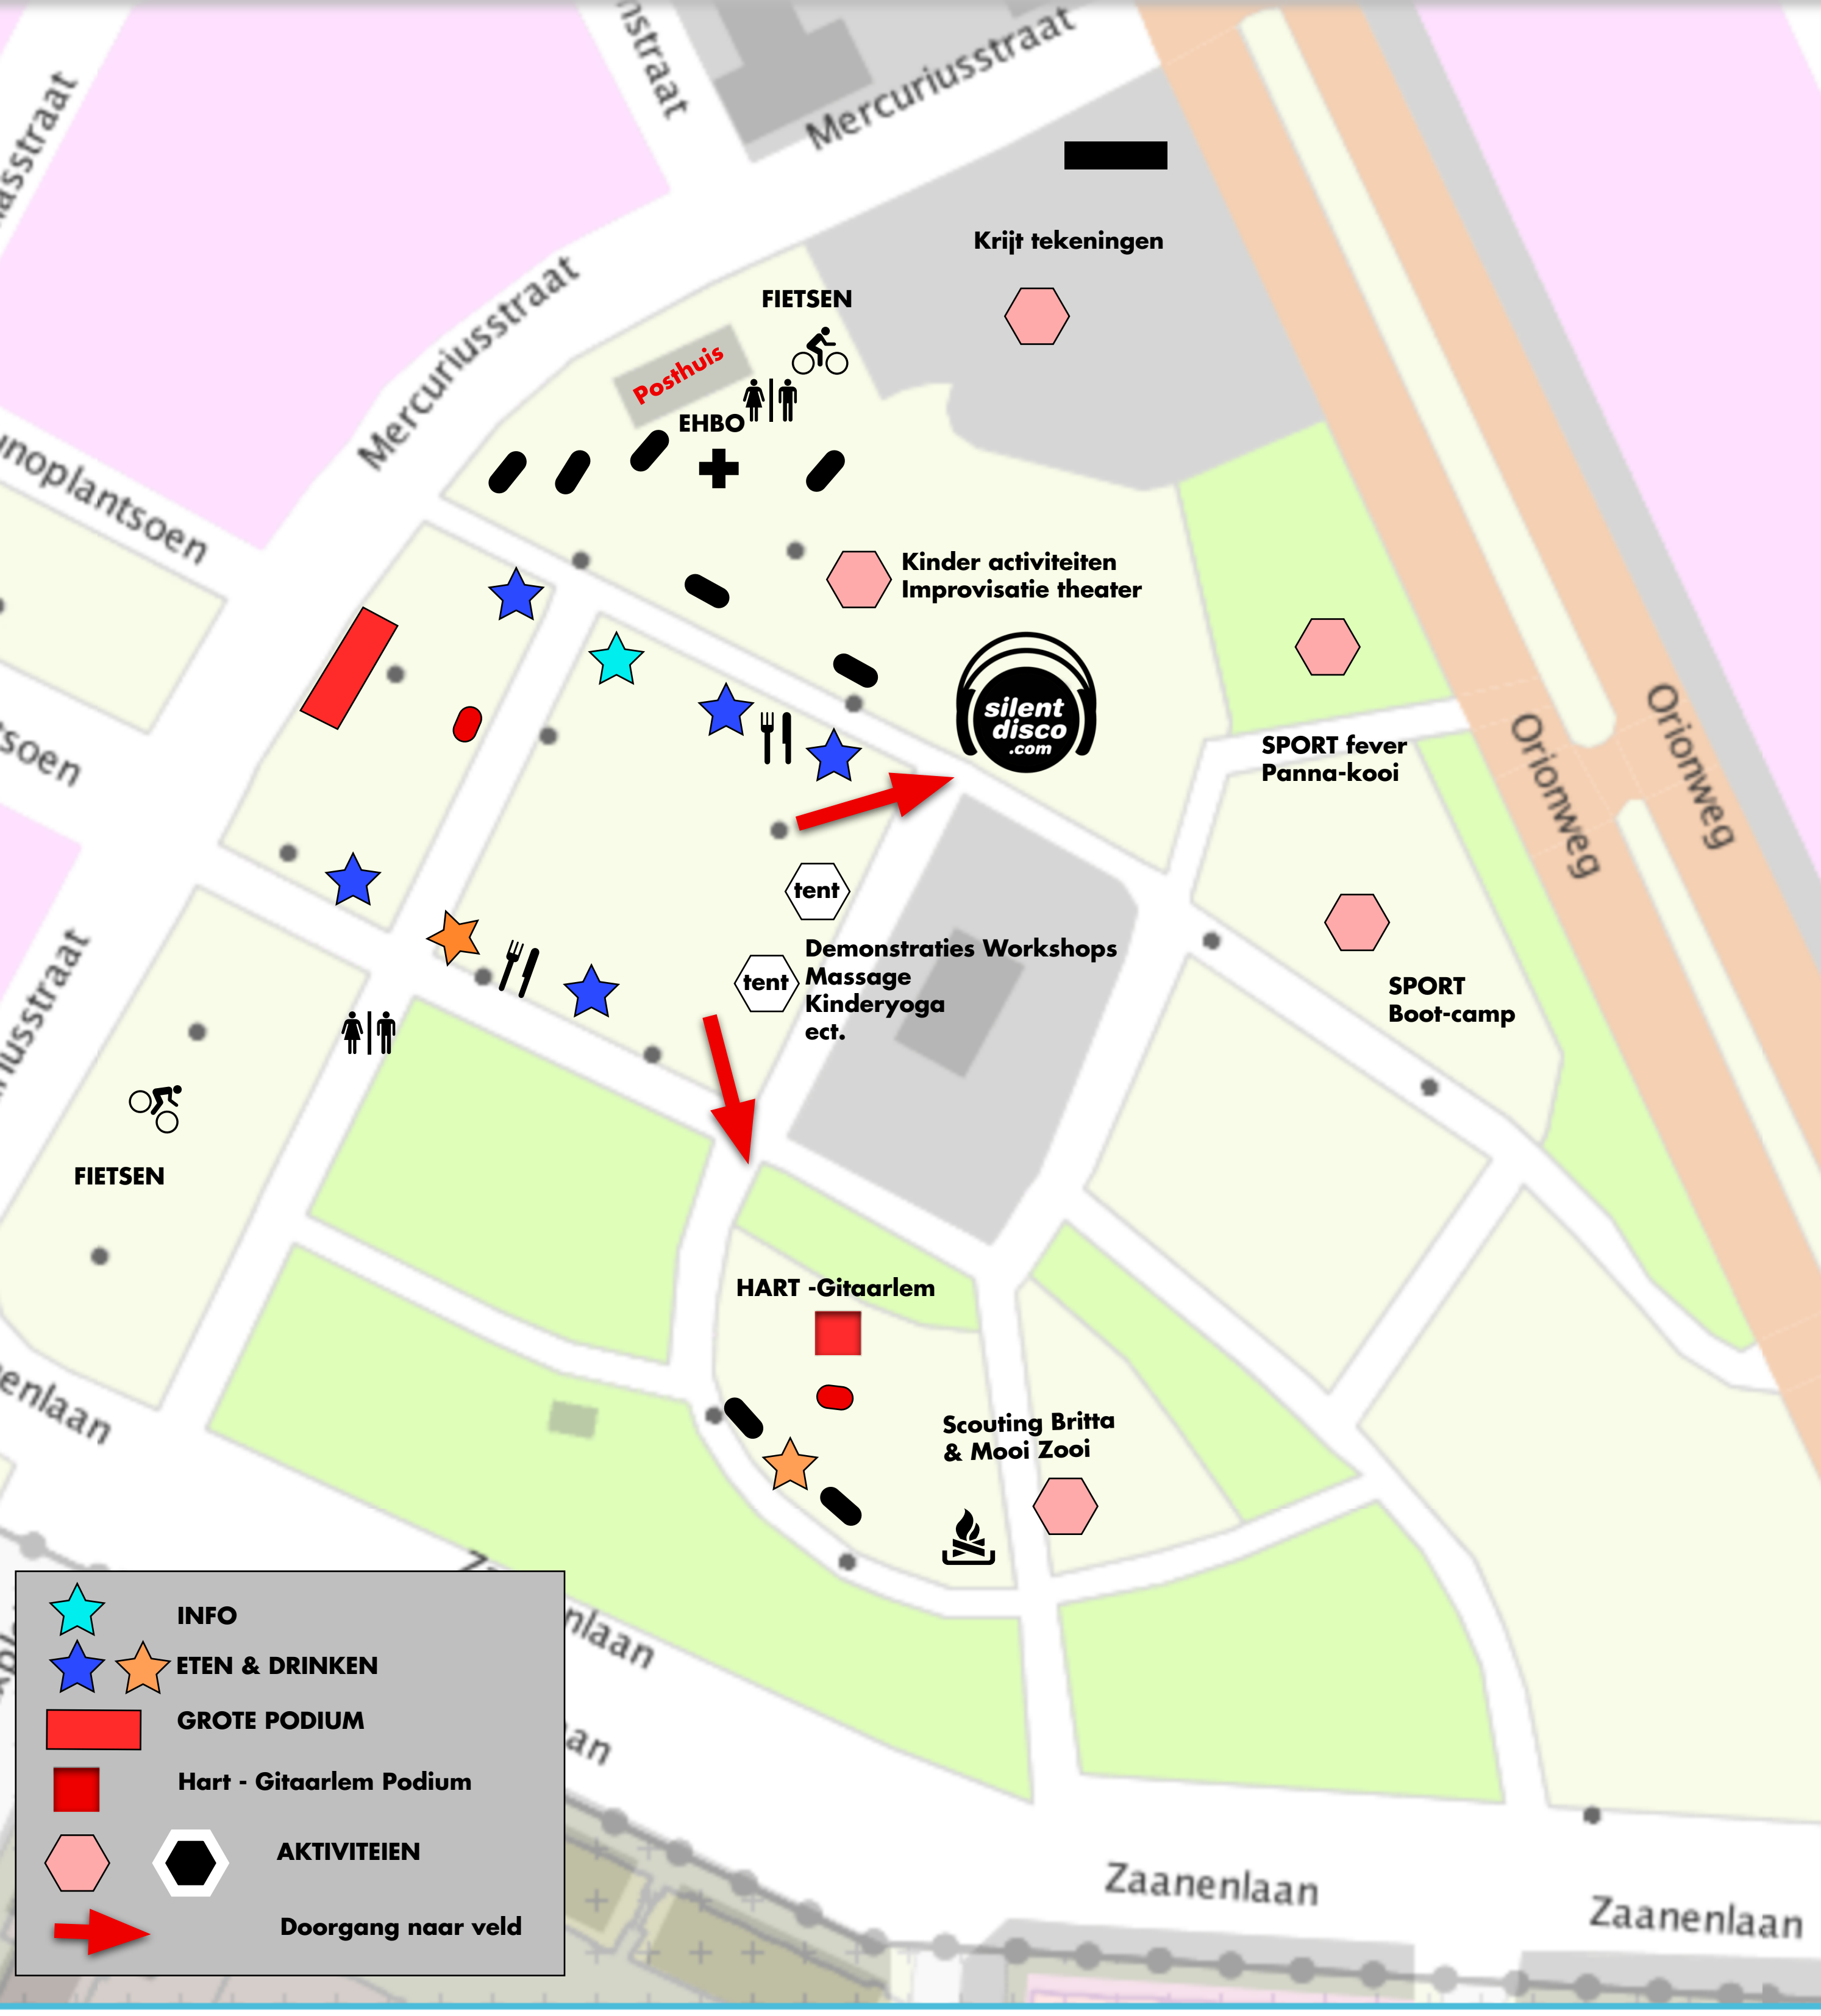 Mercuriusstraat
Krijt tekeningen
Mercuriusstraat
FIETSEN
Posthuis
EHBO
Kinder activiteiten
Improvisatie theater
silent
disco
.com
SPORT fever
Panna-kooi
Orionweg
Orionweg
tent
tent
Demonstraties Workshops
Massage
Kinderyoga
ect.
SPORT
Boot-camp
FIETSEN
HART -Gitaarlem
Scouting Britta
& Mooi Zooi
INFO
ETEN & DRINKEN
GROTE PODIUM
Hart - Gitaarlem Podium
AKTIVITEIEN
Doorgang naar veld
Zaanenlaan
Zaanenlaan